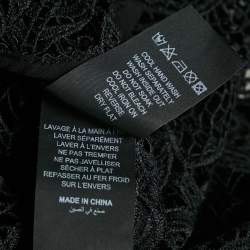 COOL HAND WASH
WASH SEPARATELY
WASH INSIDE OUT
DO NOT SOAK
DO NOT BLEACH
COOL IRON ON
REVERSE
DRY FLAT
LAVAGE À LA MAIN À F
LAVER SÉPARÉMENT
LAVER À L'ENVERS
NE PAS TREMPER
NE PAS JAVELLISER
SÉCHER À PLAT
REPASSER AU FER FROID
SUR L'ENVERS
MADE IN CHINA
صنع في الصين